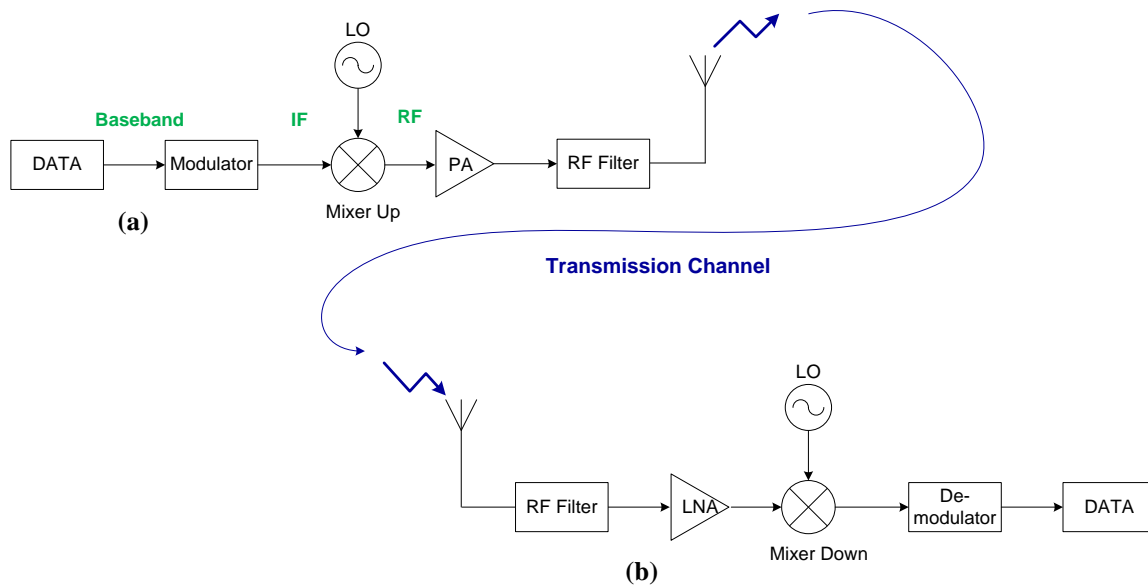 LO
Baseband
IF
RF
DATA
Modulator
PA
RF Filter
Mixer Up
(a)
Transmission Channel
LO
RF Filter
LNA
De-
modulator
DATA
Mixer Down
(b)